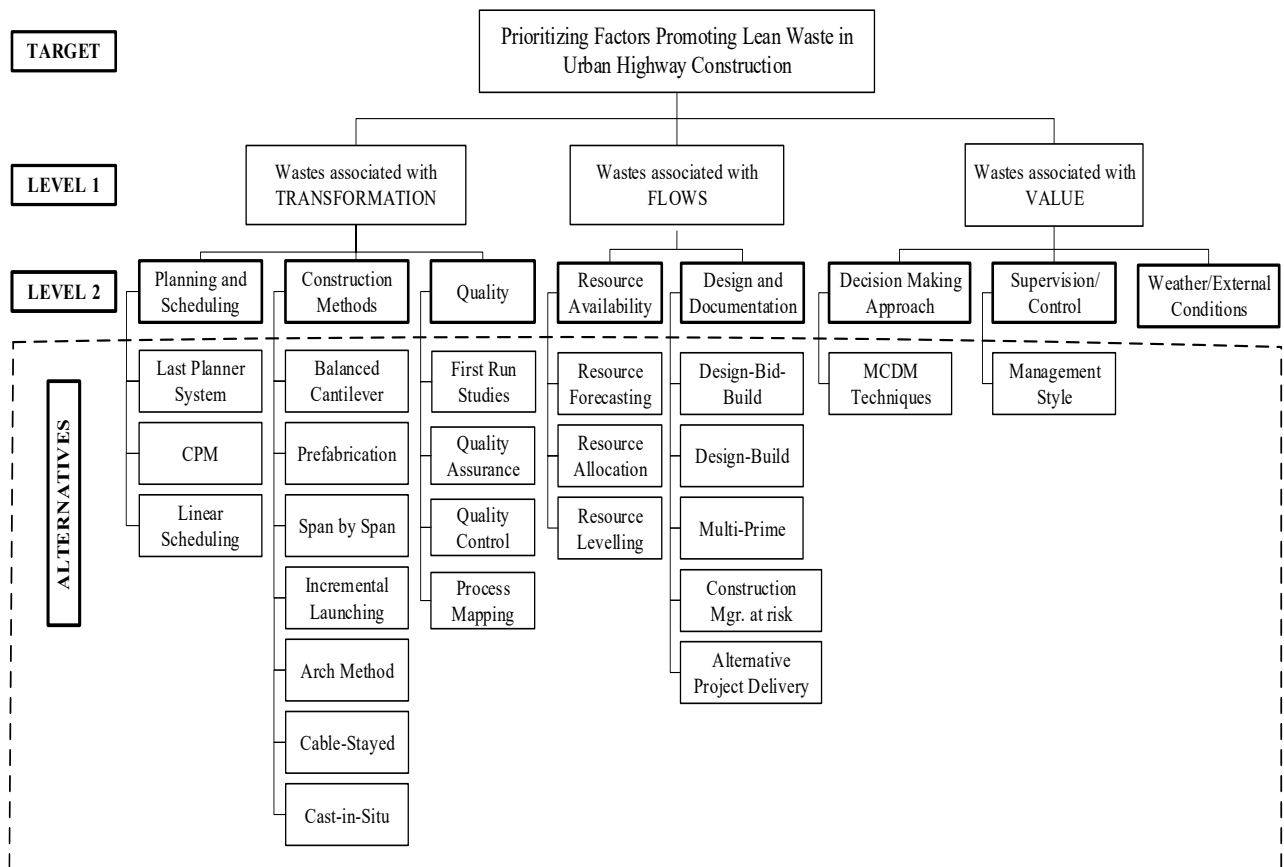 TARGET
Prioritizing Factors Promoting Lean Waste in
Urban Highway Construction
LEVEL 1
Wastes associated with
TRANSFORMATION
Wastes associated with
FLOWS
Wastes associated with
VALUE
LEVEL 2
Planning and
Scheduling
Construction
Methods
Quality
Resource
Availability
Design and
Documentation
Decision Making
Approach
Supervision/
Control
Weather/External
Conditions
ALTERNATIVES
Last Planner
System
CPM
Linear
Scheduling
Balanced
Cantilever
Prefabrication
Span by Span
Incremental
Launching
Arch Method
Cable-Stayed
Cast-in-Situ
First Run
Studies
Quality
Assurance
Quality
Control
Process
Mapping
Resource
Forecasting
Resource
Allocation
Resource
Levelling
Design-Bid-
Build
Design-Build
Multi-Prime
Construction
Mgr. at risk
Alternative
Project Delivery
MCDM
Techniques
Management
Style